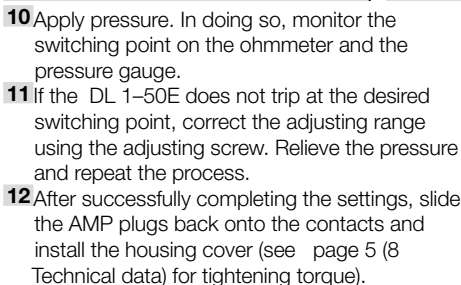 10 Apply pressure. In doing so, monitor the
switching point on the ohmmeter and the
pressure gauge.
11 If the DL 1–50E does not trip at the desired
switching point, correct the adjusting range
using the adjusting screw. Relieve the pressure
and repeat the process.
12 After successfully completing the settings, slide
the AMP plugs back onto the contacts and
install the housing cover (see page 5 (8
Technical data) for tightening torque).